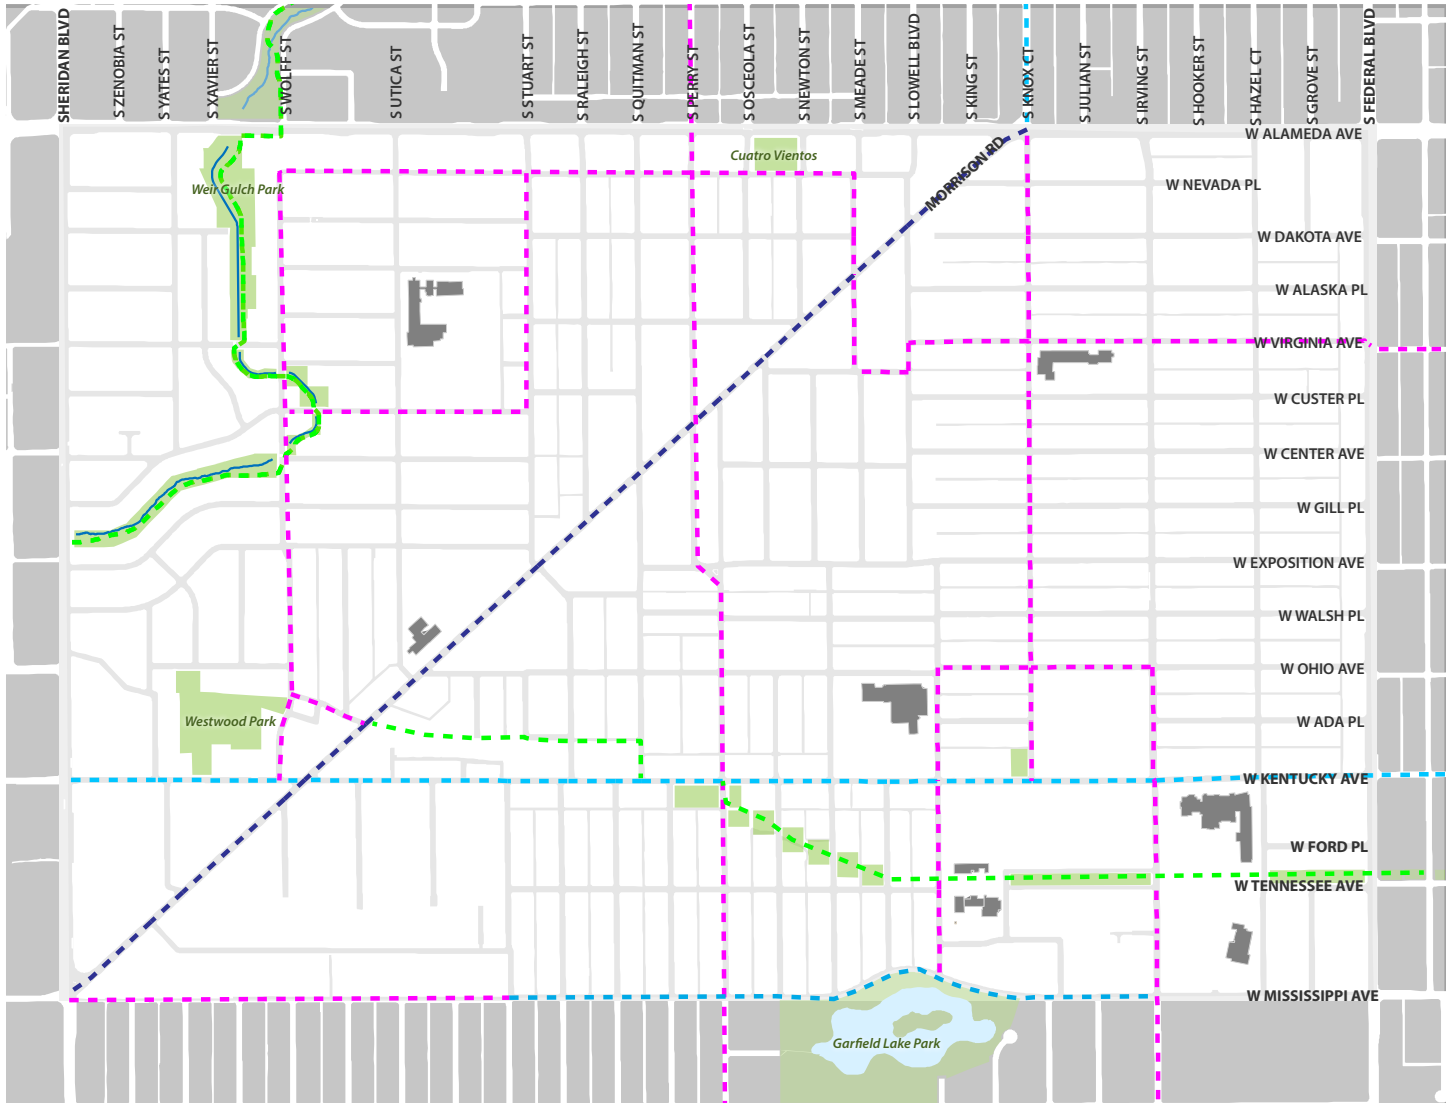 S SHERIDAN BLVD
S ZENOBIA ST
S YATES ST
S XAVIER ST
S WOLFF ST
S UTICA ST
S STUART ST
S RALEIGH ST
S QUITMAN ST
S PERRY ST
S OSCEOLA ST
S NEWTON ST
S MEADE ST
S LOWELL BLVD
S KING ST
S KNOX CT
S JULIAN ST
S IRVING ST
S HOOKER ST
S HAZEL CT
S GROVE ST
S FEDERAL BLVD
W ALAMEDA AVE
MORRISON RD
Cuatro Vientos
Weir Gulch Park
W NEVADA PL
W DAKOTA AVE
W ALASKA PL
W VIRGINIA AVE
W CUSTER PL
W CENTER AVE
W GILL PL
W EXPOSITION AVE
W WALSH PL
W OHIO AVE
Westwood Park
W ADA PL
W KENTUCKY AVE
W FORD PL
W TENNESSEE AVE
W MISSISSIPPI AVE
Garfield Lake Park